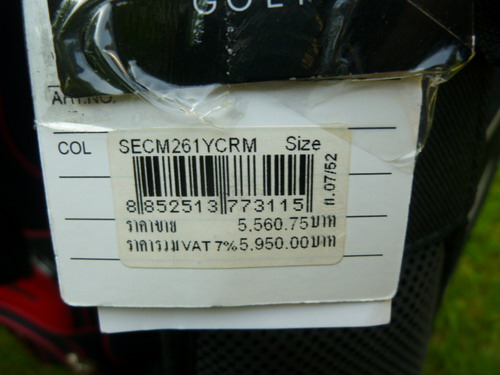 GOLF
ART.NO.
COL
SECM261YCRM Size
8 852513 773115
ก.07/52
ราคาขาย 5,560.75บาท
ราคารวมVAT 7% 5,950.00บาท